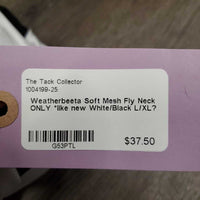 The Tack Collector
1004199-25
Weatherbeeta Soft Mesh Fly Neck
ONLY *like new White/Black L/XL?
G53PTL
$37.50